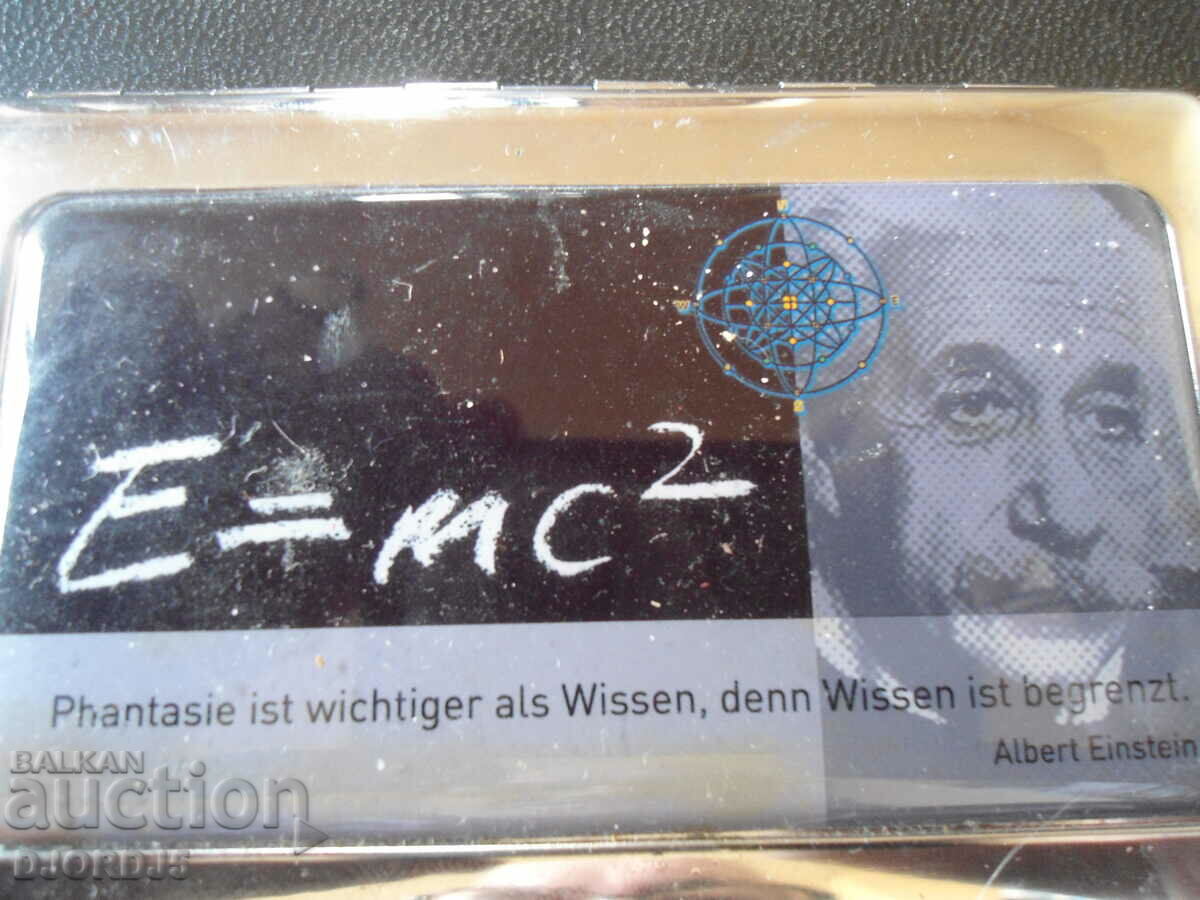 N
W E
S
E=mc²
Phantasie ist wichtiger als Wissen, denn Wissen ist begrenzt.
Albert Einstein
BALKAN
auction
DJORDJ5